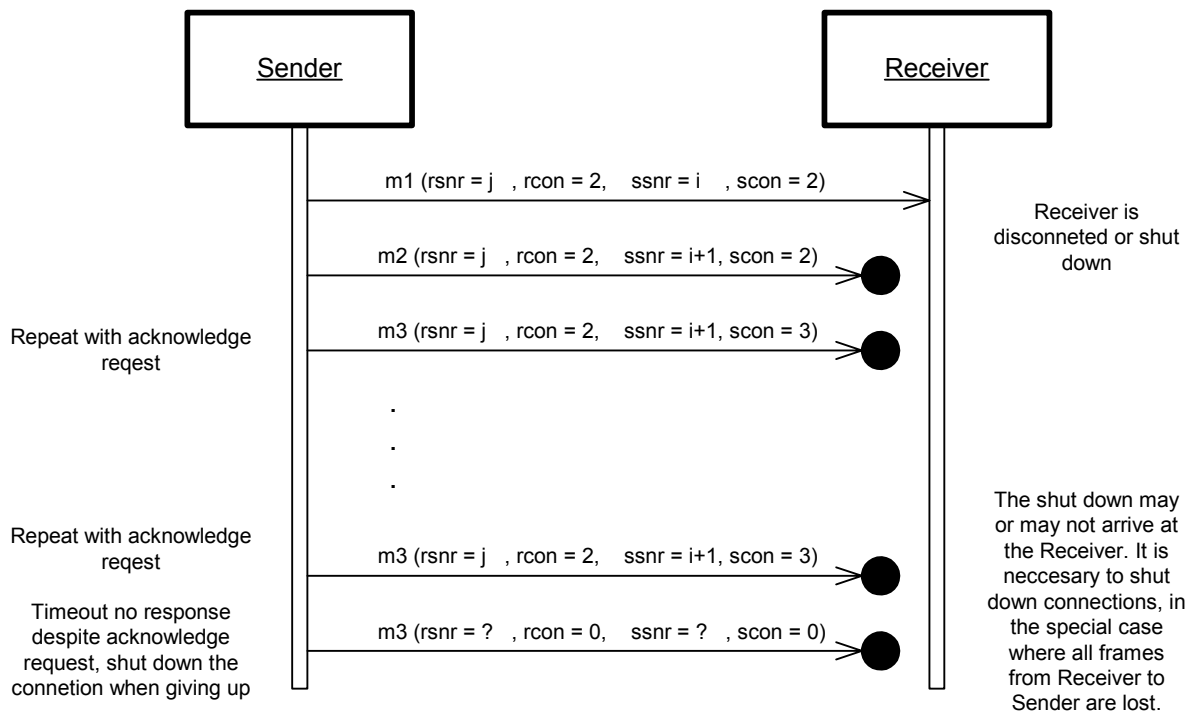 Sender
Receiver
m1 (rsnr = j , rcon = 2, ssnr = i , scon = 2)
Receiver is
disconneted or shut
down
m2 (rsnr = j , rcon = 2, ssnr = i+1, scon = 2)
Repeat with acknowledge
reqest
m3 (rsnr = j , rcon = 2, ssnr = i+1, scon = 3)
.
.
.
Repeat with acknowledge
reqest
m3 (rsnr = j , rcon = 2, ssnr = i+1, scon = 3)
Timeout no response
despite acknowledge
request, shut down the
connetion when giving up
m3 (rsnr = ? , rcon = 0, ssnr = ? , scon = 0)
The shut down may
or may not arrive at
the Receiver. It is
neccesary to shut
down connections, in
the special case
where all frames
from Receiver to
Sender are lost.